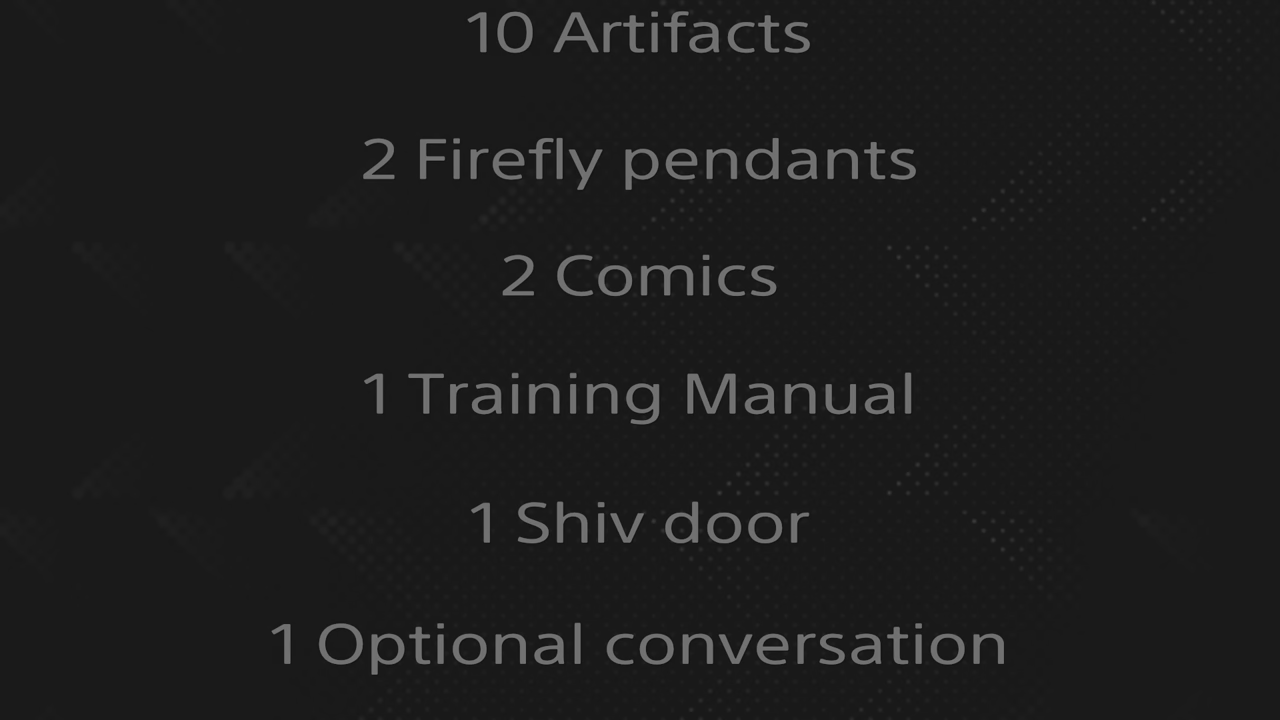 10 Artifacts
2 Firefly pendants
2 Comics
1 Training Manual
1 Shiv door
1 Optional conversation